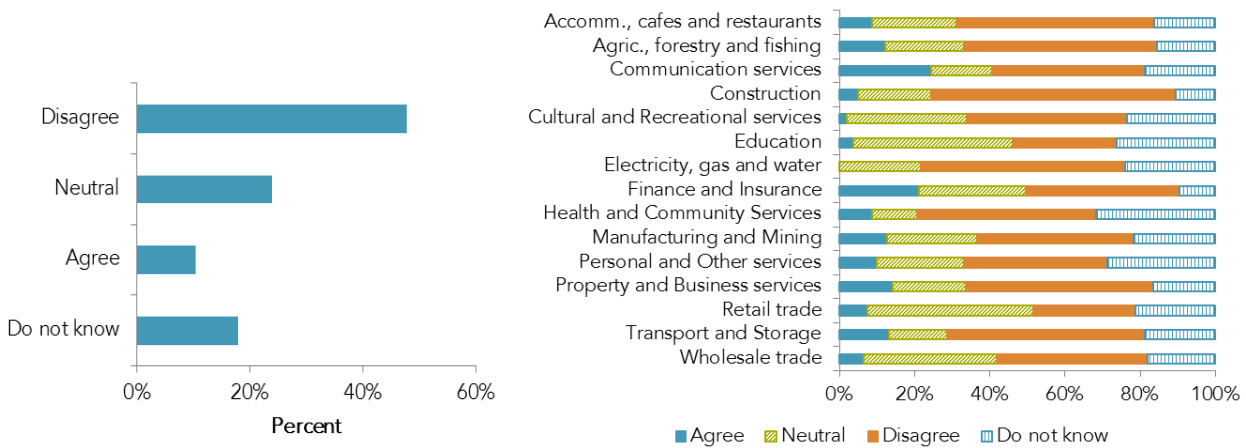 Disagree
Neutral
Agree
Do not know
0%
20%
40%
60%
Percent
Accomm., cafes and restaurants
Agric., forestry and fishing
Communication services
Construction
Cultural and Recreational services
Education
Electricity, gas and water
Finance and Insurance
Health and Community Services
Manufacturing and Mining
Personal and Other services
Property and Business services
Retail trade
Transport and Storage
Wholesale trade
0%
20%
40%
60%
80%
100%
Agree
Neutral
Disagree
Do not know